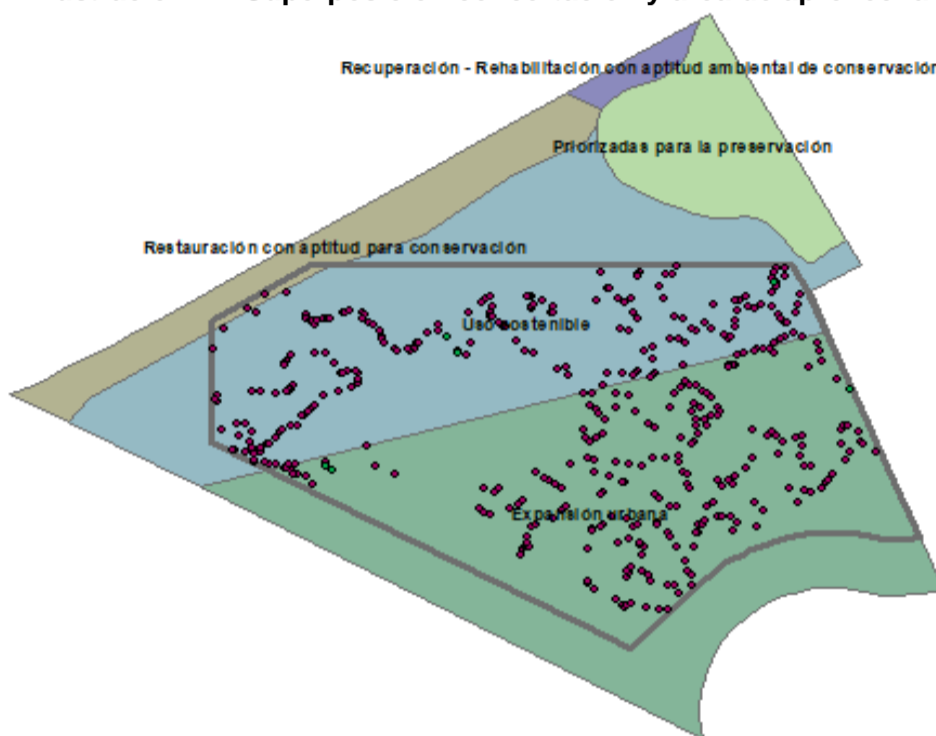 Recuperación - Rehabilitación con aptitud ambiental de conservación
Priorizadas para la preservación
Restauración con aptitud para conservación
Uso sostenible
Expansión urbana